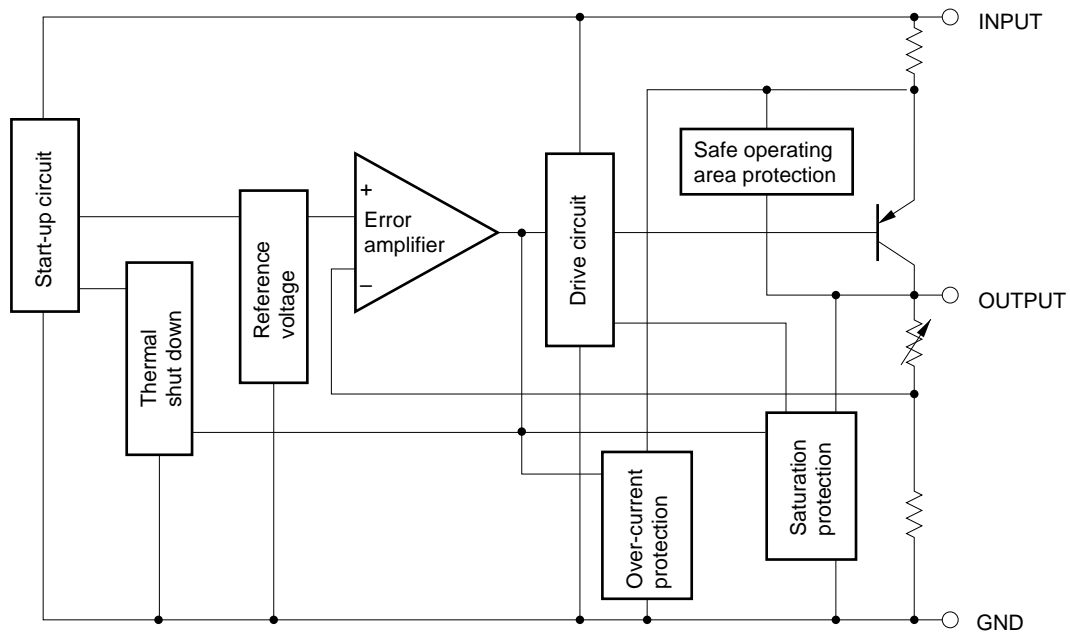 INPUT
Safe operating
area protection
Start-up circuit
+
Error
amplifier
–
Drive circuit
Reference
voltage
Thermal
shut down
OUTPUT
Over-current
protection
Saturation
protection
GND